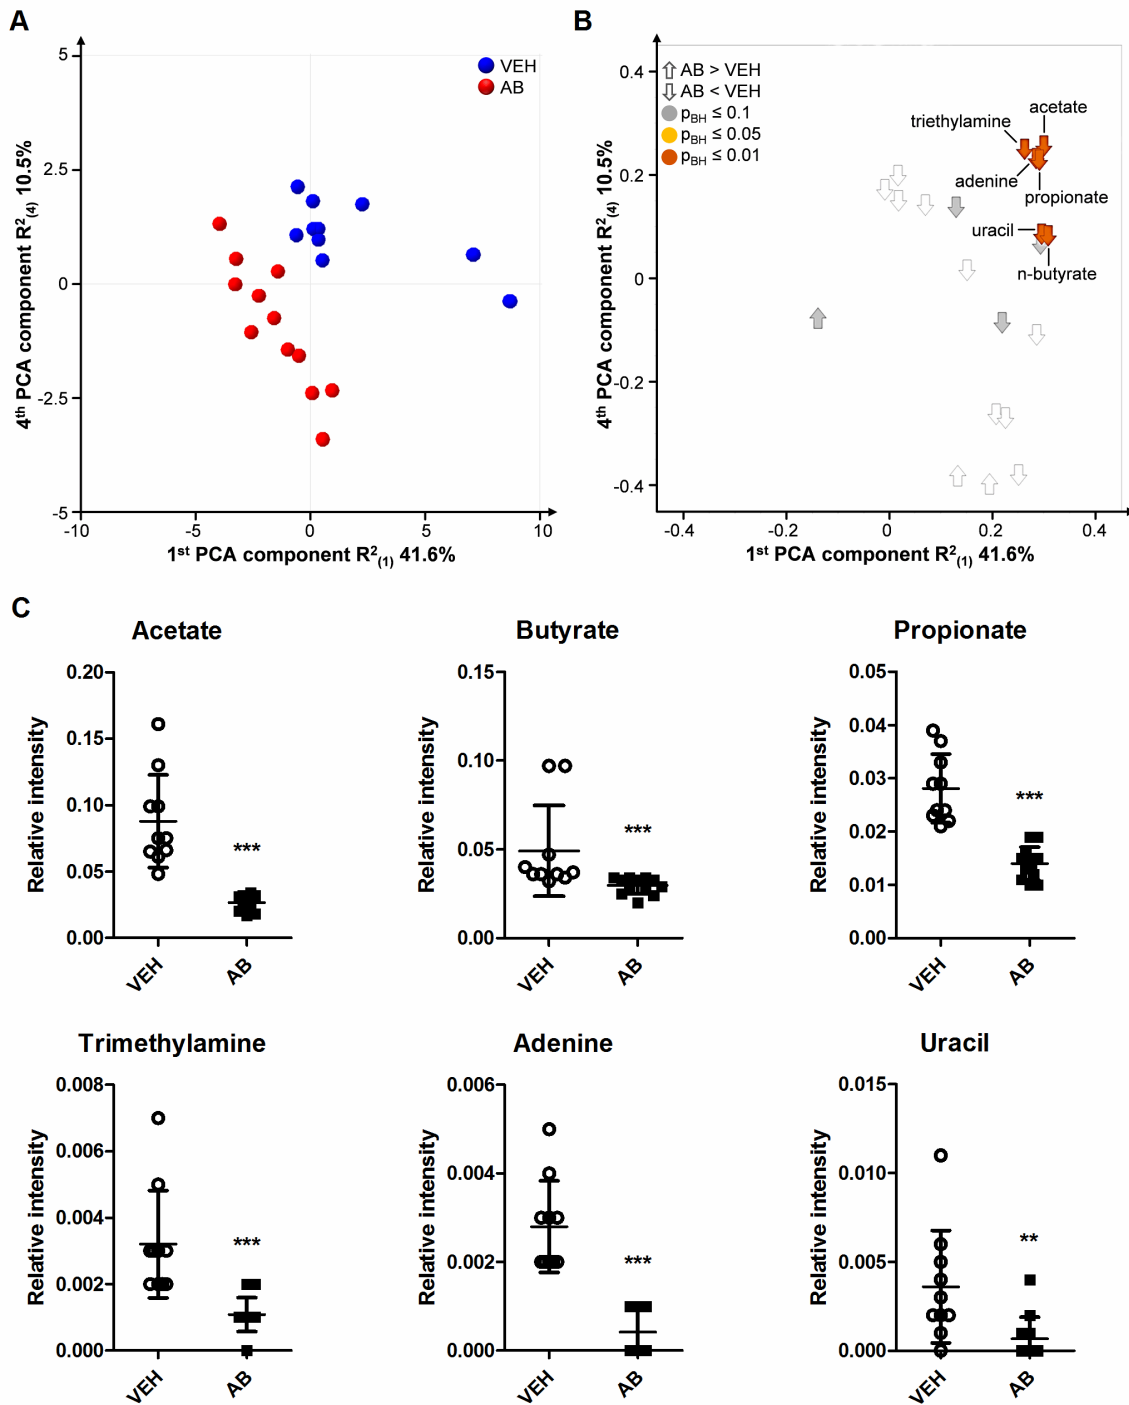 A
5
2.5
0
-2.5
-5
-10
-5
0
5
10
4th PCA component R2(4) 10.5%
1st PCA component R2(1) 41.6%
VEH
AB
B
0.4
0.2
0
-0.2
-0.4
-0.4
-0.2
0
0.2
0.4
4th PCA component R2(4) 10.5%
1st PCA component R2(1) 41.6%
AB > VEH
AB < VEH
pBH ≤ 0.1
pBH ≤ 0.05
pBH ≤ 0.01
acetate
triethylamine
adenine
propionate
uracil
n-butyrate
C
Acetate
Relative intensity
0.20
0.15
0.10
0.05
0.00
***
VEH
AB
Butyrate
Relative intensity
0.15
0.10
0.05
0.00
***
VEH
AB
Propionate
Relative intensity
0.05
0.04
0.03
0.02
0.01
0.00
***
VEH
AB
Trimethylamine
Relative intensity
0.008
0.006
0.004
0.002
0.000
***
VEH
AB
Adenine
Relative intensity
0.006
0.004
0.002
0.000
***
VEH
AB
Uracil
Relative intensity
0.015
0.010
0.005
0.000
**
VEH
AB